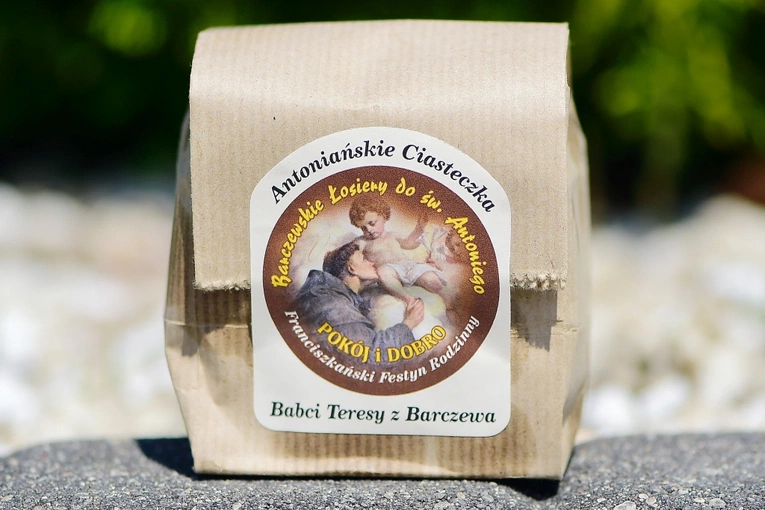 Antoniańskie Ciasteczka
Barczewskie Łosiery do św. Antoniego
POKÓJ i DOBRO
Franciszkański Festyn Rodzinny
Babci Teresy z Barczewa